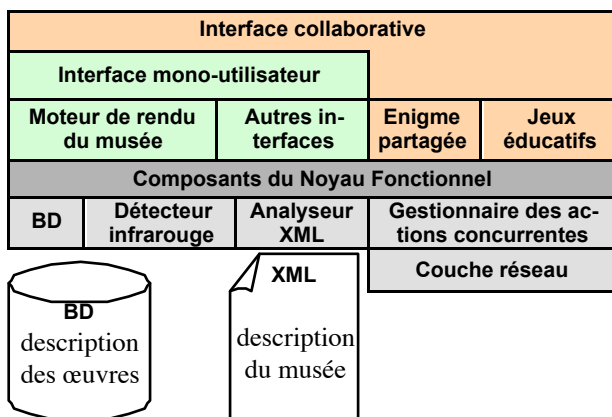 Interface collaborative
Interface mono-utilisateur
Moteur de rendu
du musée
Autres in-
terfaces
Enigme
partagée
Jeux
éducatifs
Composants du Noyau Fonctionnel
BD
Détecteur
infrarouge
Analyseur
XML
Gestionnaire des ac-
tions concurrentes
Couche réseau
BD
description
des œuvres
XML
description
du musée